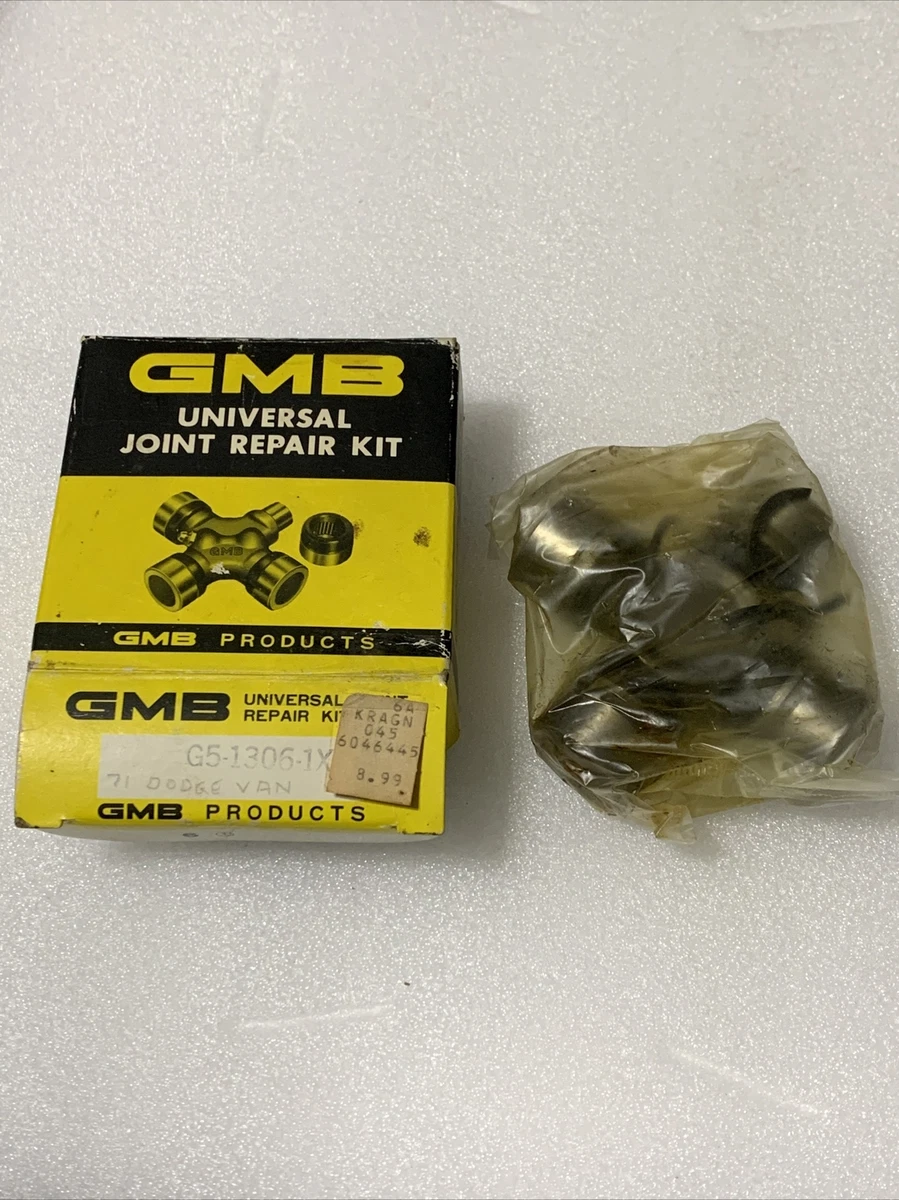 GMB
UNIVERSAL
JOINT REPAIR KIT
GMB
GMB PRODUCTS
GMB UNIVERSAL
REPAIR
G5-1306-1X
71 DODGE VAN
GMB PRODUCTS
6A
KRAGN
045
6046445
8.99